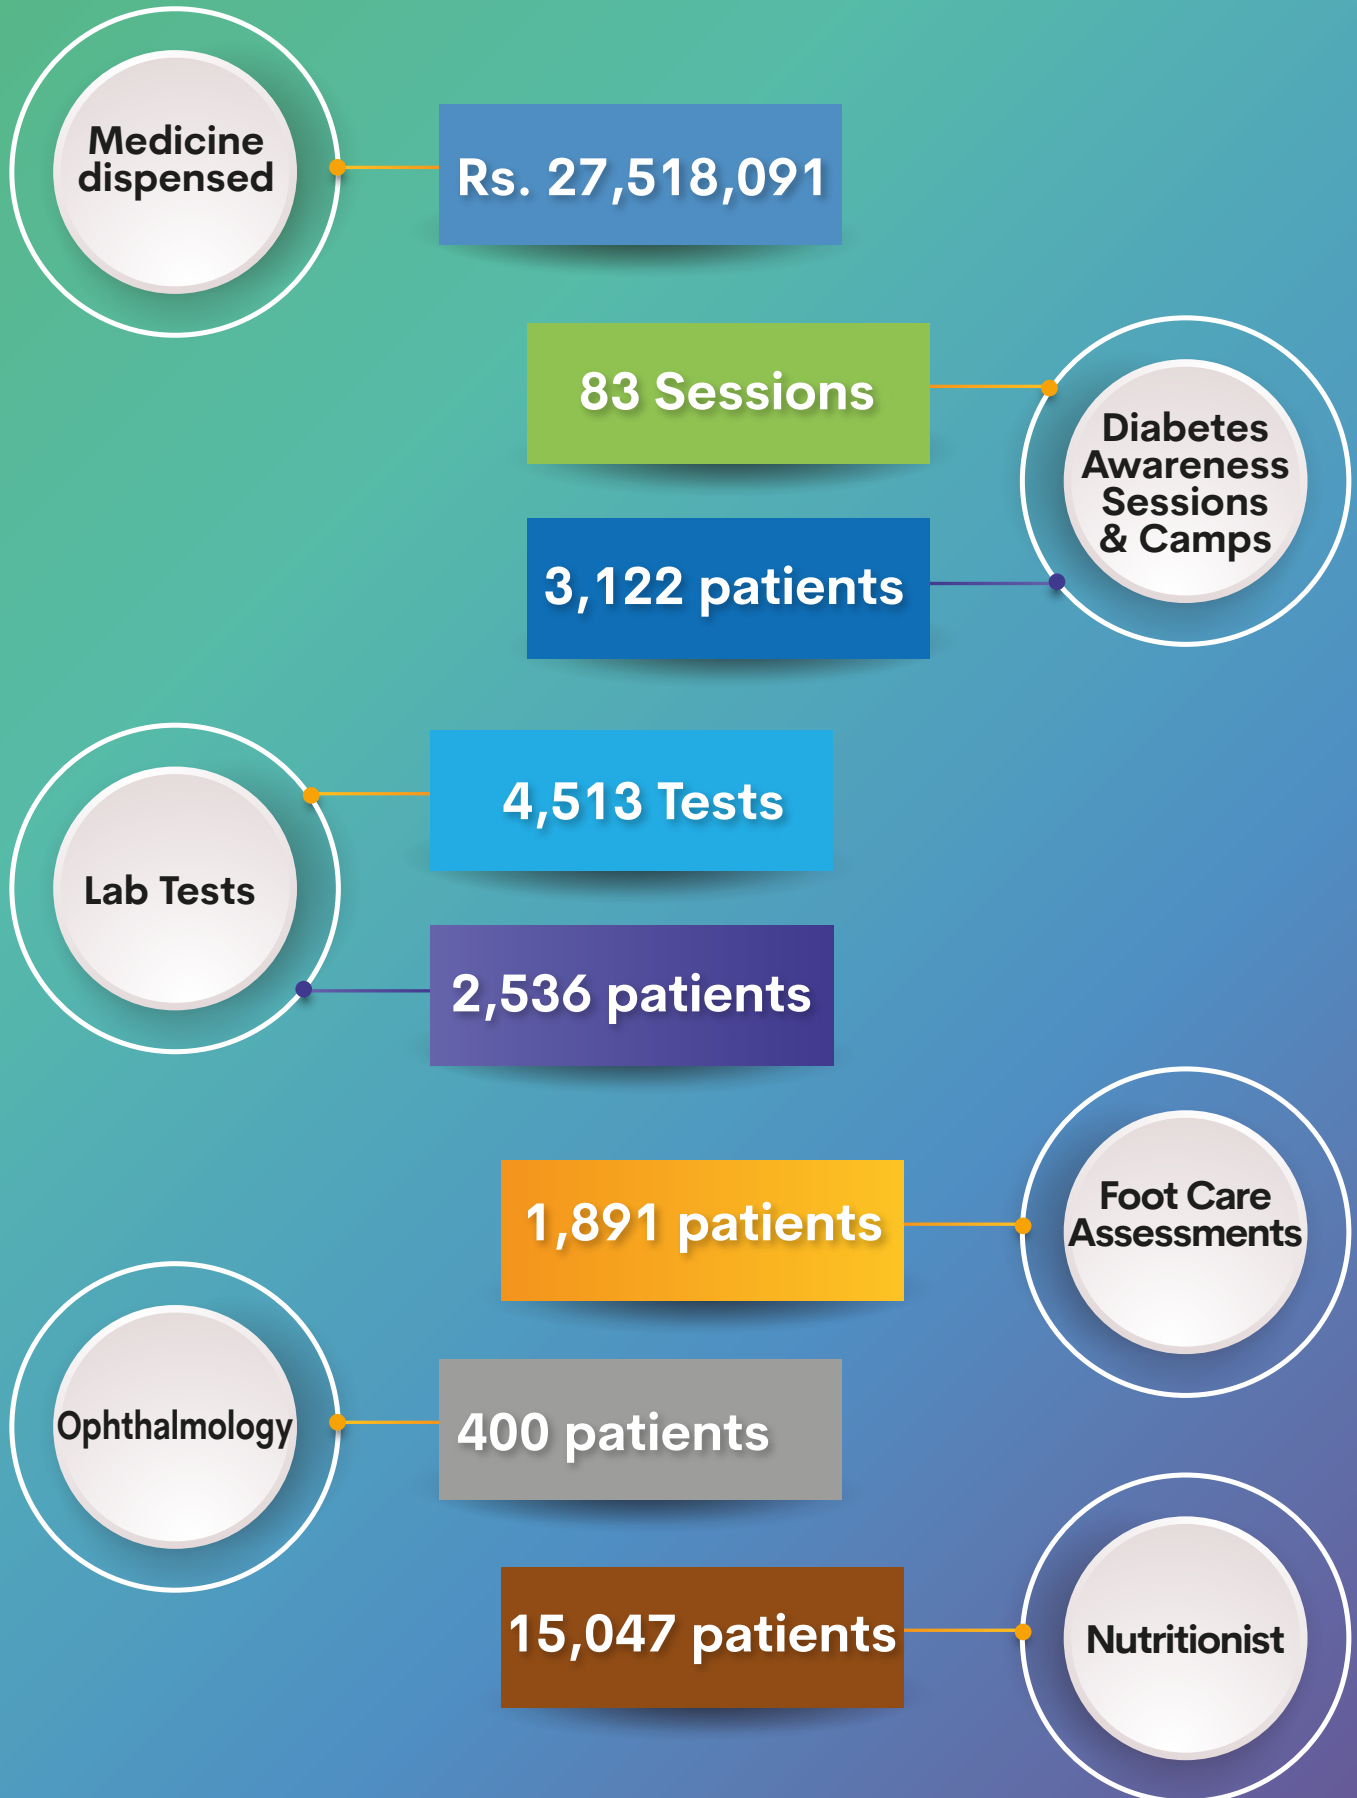 Medicine
dispensed
Rs. 27,518,091
83 Sessions
3,122 patients
Diabetes
Awareness
Sessions
& Camps
Lab Tests
4,513 Tests
2,536 patients
1,891 patients
Foot Care
Assessments
Ophthalmology
400 patients
15,047 patients
Nutritionist